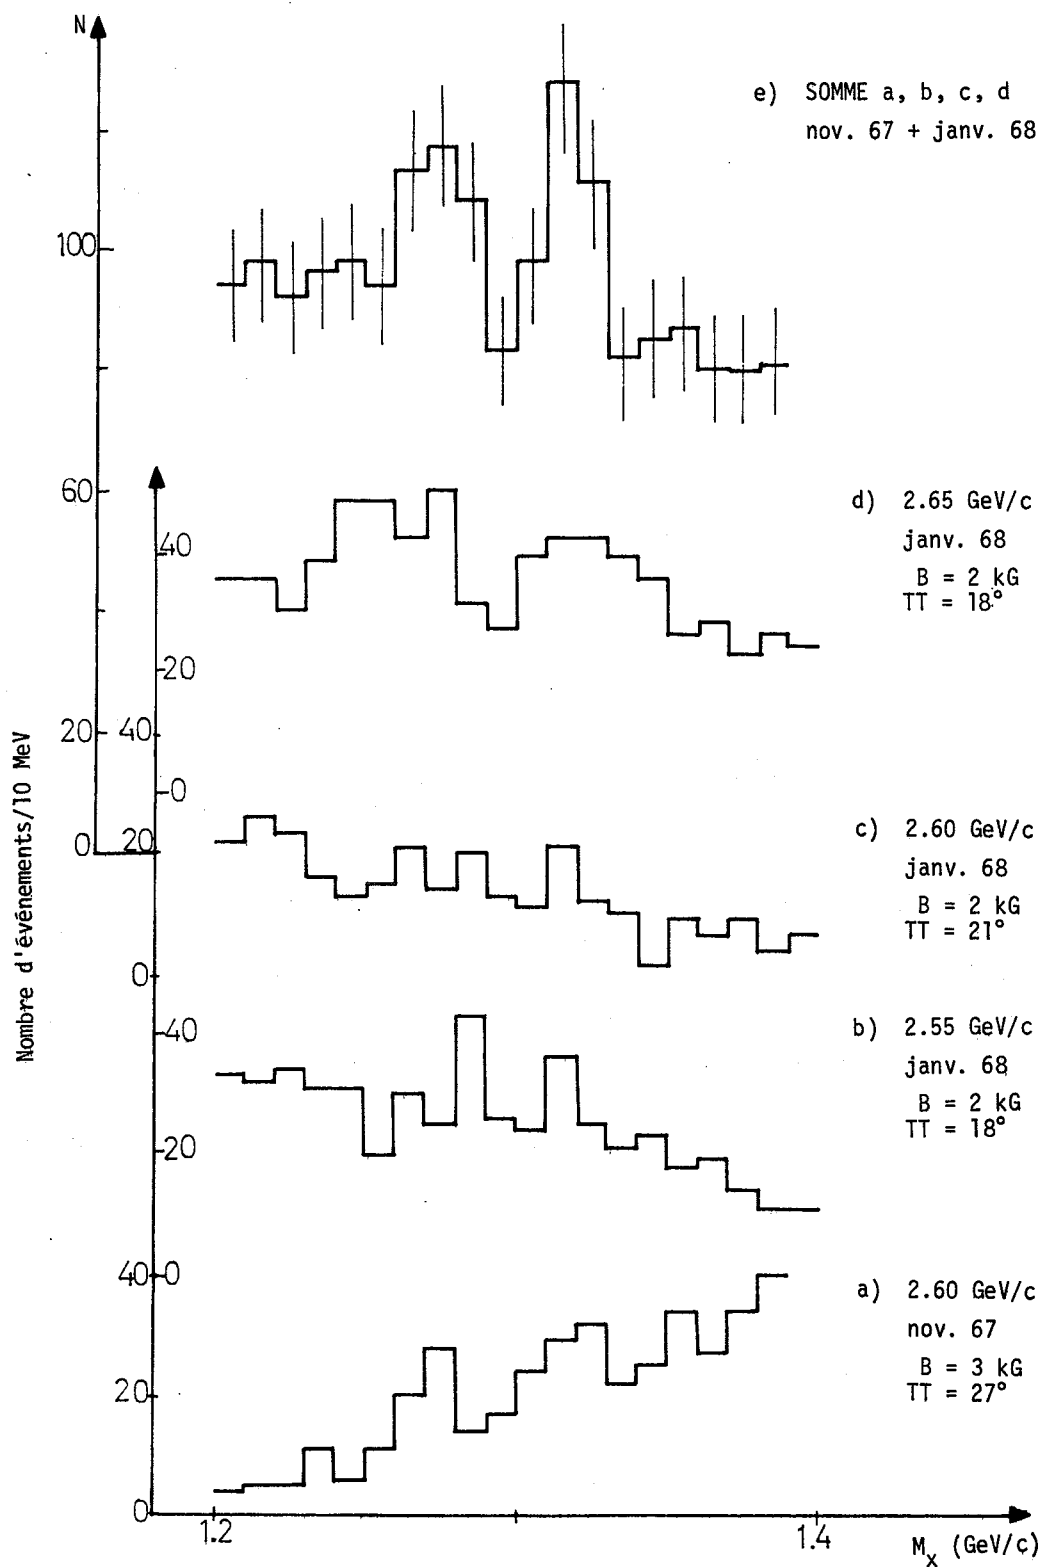 N
e) SOMME a, b, c, d
nov. 67 + janv. 68
100
60
d) 2.65 GeV/c
janv. 68
B = 2 kG
TT = 18°
40
20
20
40
0
0
20
c) 2.60 GeV/c
janv. 68
B = 2 kG
TT = 21°
0
40
b) 2.55 GeV/c
janv. 68
B = 2 kG
TT = 18°
20
40
0
a) 2.60 GeV/c
nov. 67
B = 3 kG
TT = 27°
20
0
1.2
1.4
Mx (GeV/c)
Nombre d'événements/10 MeV